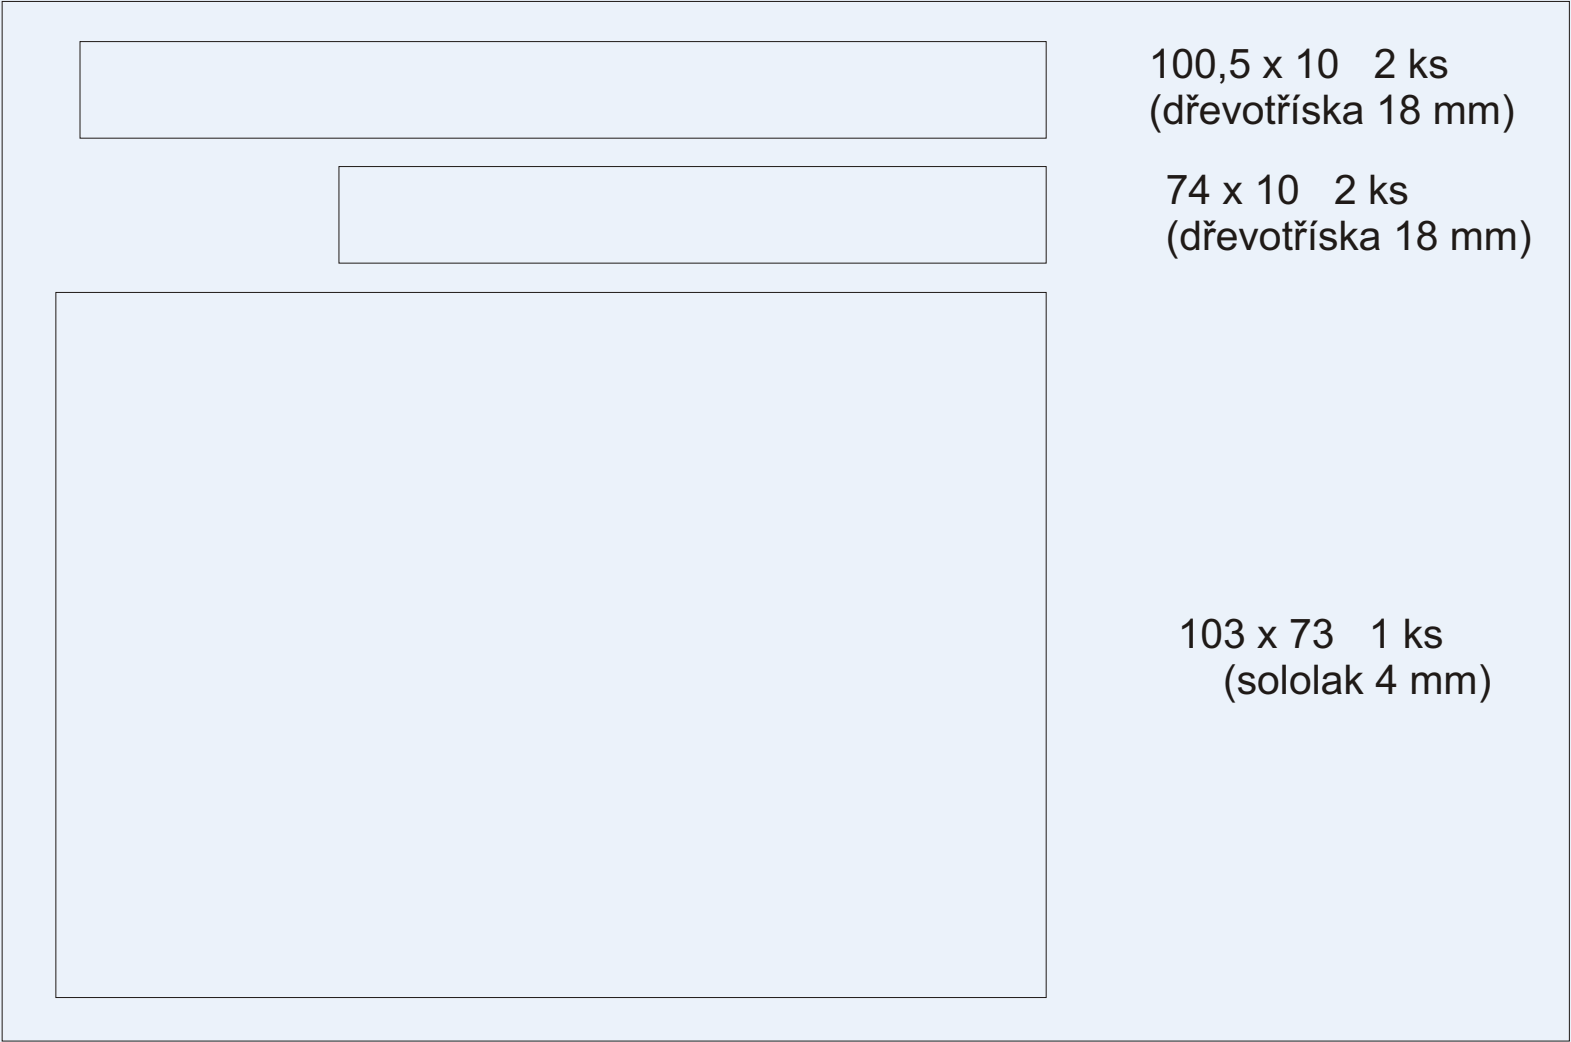 100,5 x 10   2 ks
(dřevotříska 18 mm)
74 x 10   2 ks
(dřevotříska 18 mm)
103 x 73   1 ks
(sololak 4 mm)